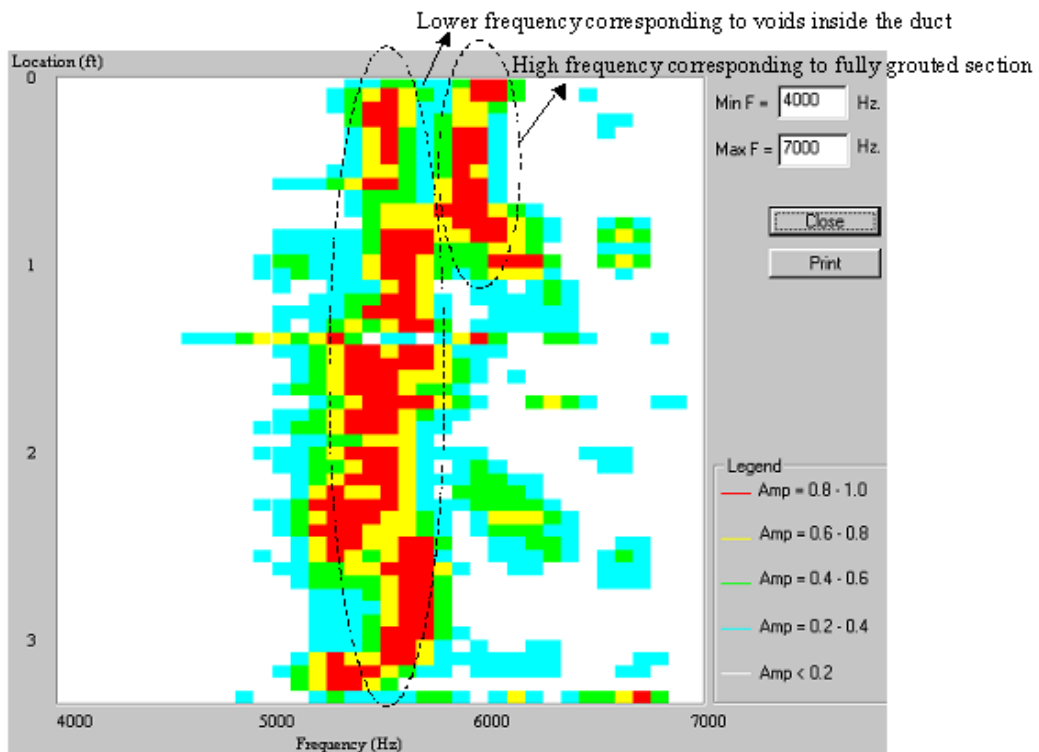 Lower frequency corresponding to voids inside the duct
High frequency corresponding to fully grouted section
Location (ft)
0
1
2
3
4000
5000
6000
7000
Frequency (Hz)
Min F = 4000 Hz.
Max F = 7000 Hz.
Close
Print
Legend
Amp = 0.8 - 1.0
Amp = 0.6 - 0.8
Amp = 0.4 - 0.6
Amp = 0.2 - 0.4
Amp < 0.2